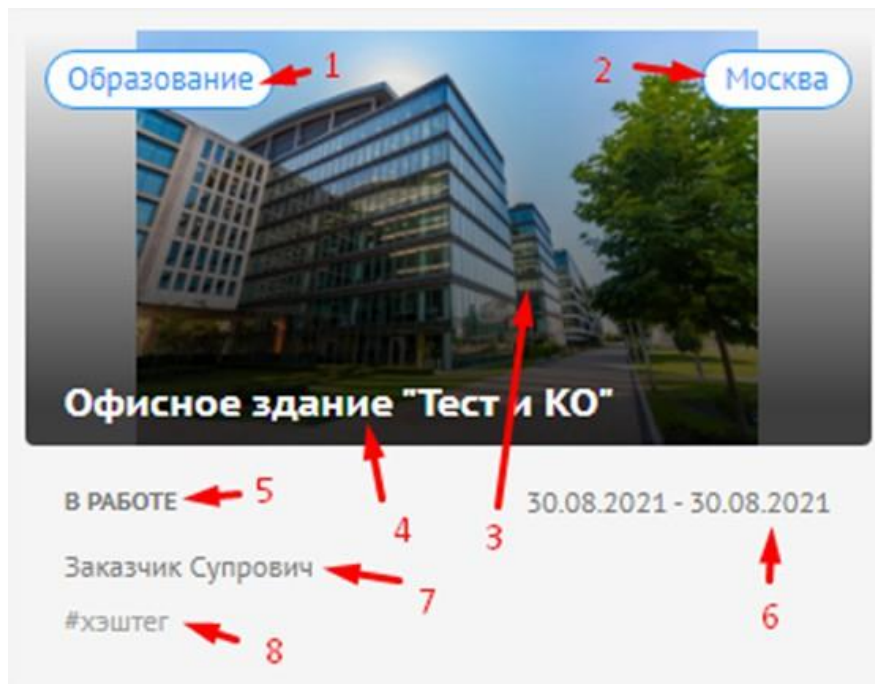 Образование 1 2 Москва
Офисное здание "Тест и КО"
В РАБОТЕ 5 4 3 30.08.2021 - 30.08.2021
Заказчик Супрович 7 6
#хэштег 8